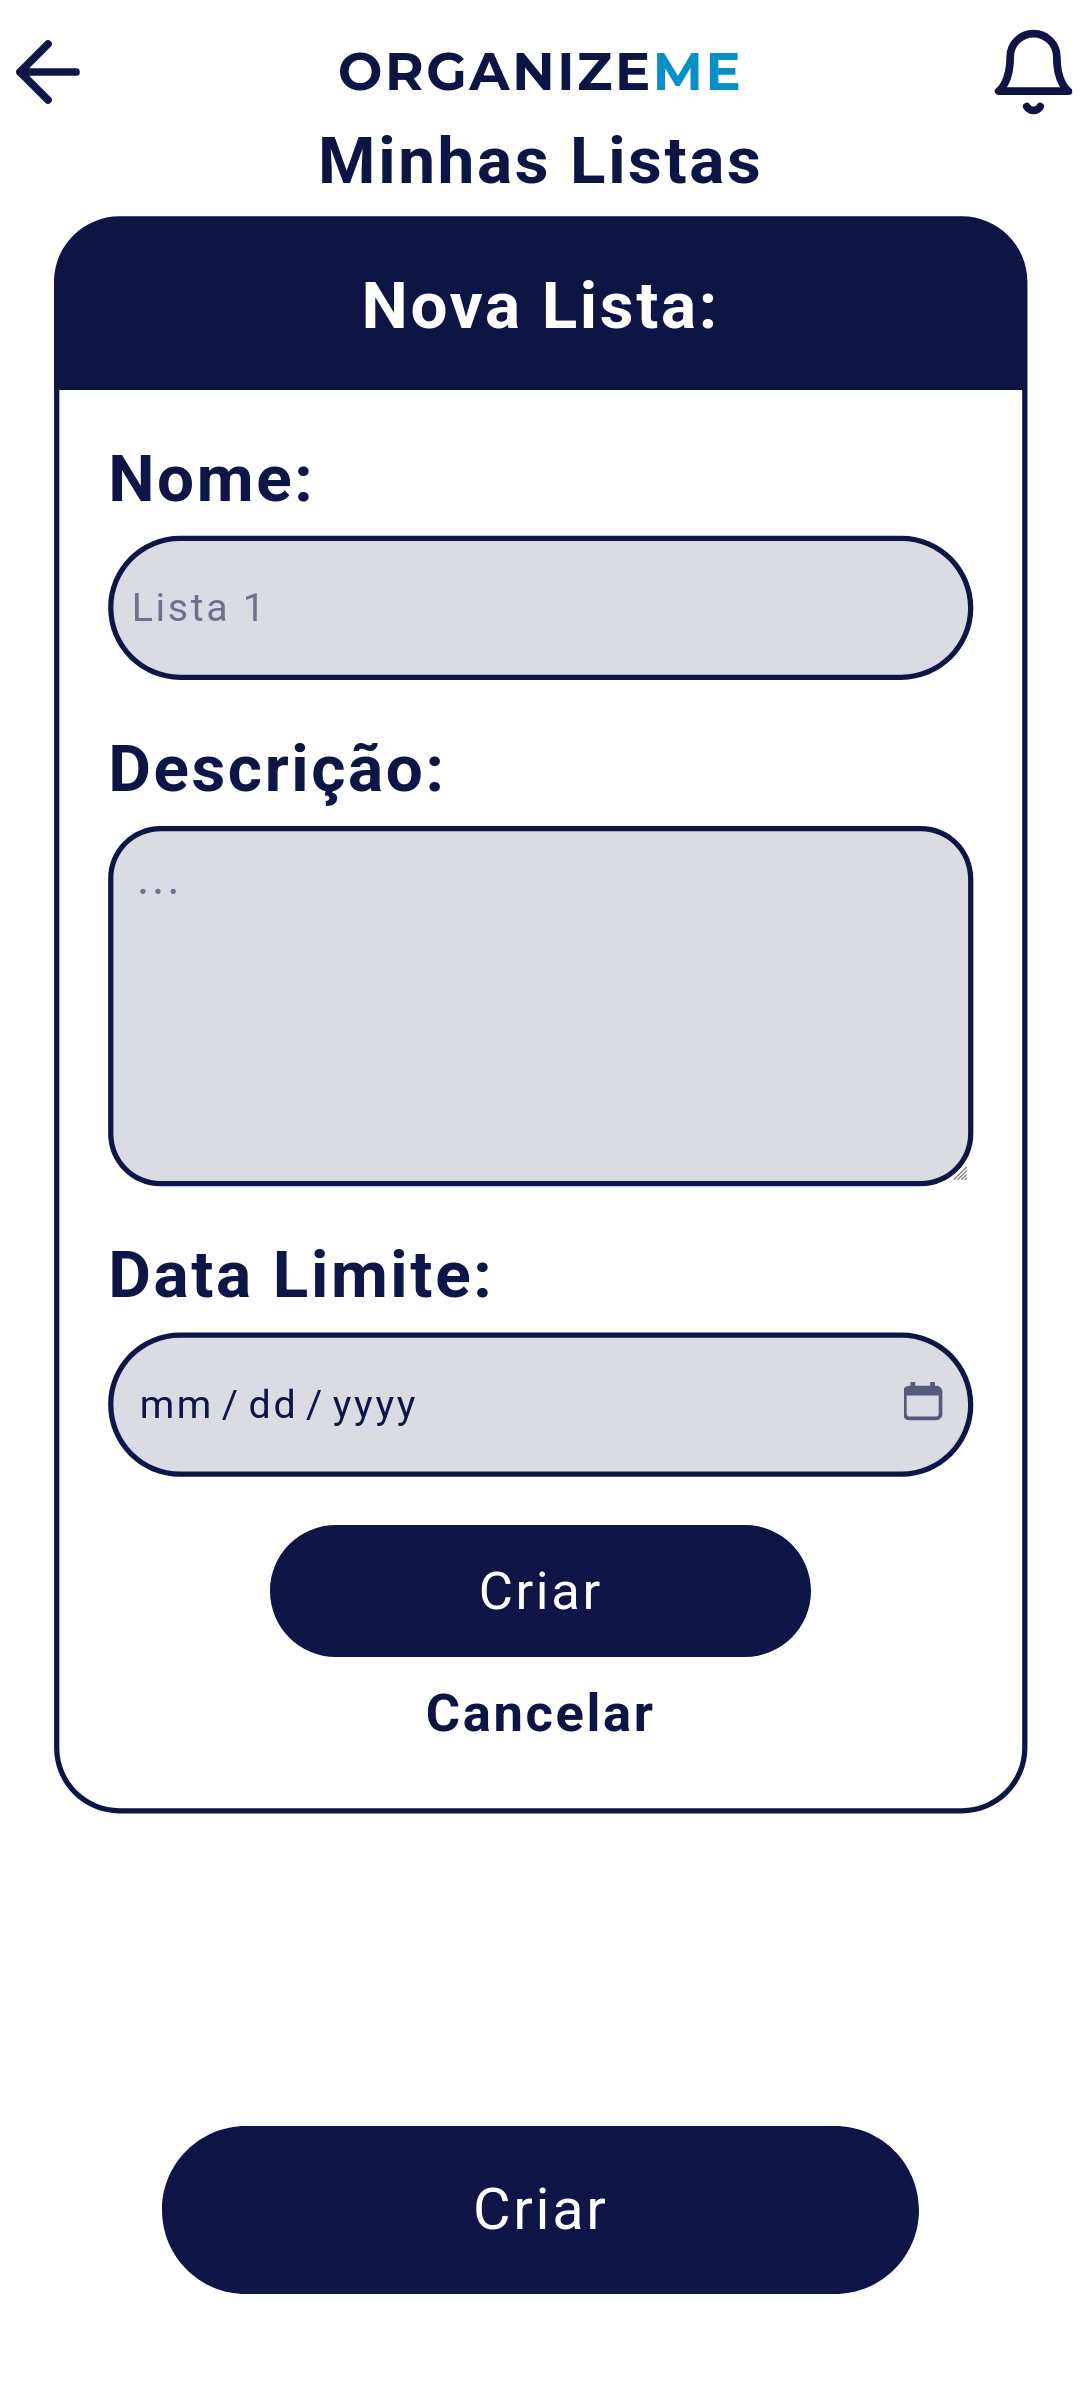 ORGANIZEME
Minhas Listas
Nova Lista:
Nome:
Lista 1
Descrição:
...
Data Limite:
mm / dd / yyyy
Criar
Cancelar
Criar